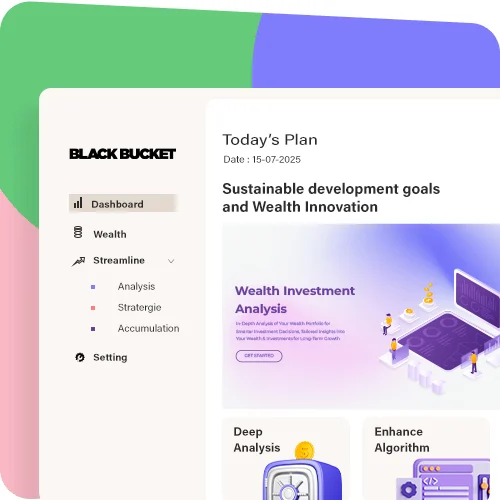 BLACK BUCKET
Dashboard
Wealth
Streamline
Analysis
Stratergie
Accumulation
Setting
Today's Plan
Date : 15-07-2025
Sustainable development goals
and Wealth Innovation
Wealth Investment
Analysis
In-Depth Analysis of Your Wealth Portfolio for
Smarter Investment Decisions, Tailored Insights into
Your Wealth & Investments for Long-Term Growth
GET STARTED
Deep
Analysis
Enhance
Algorithm